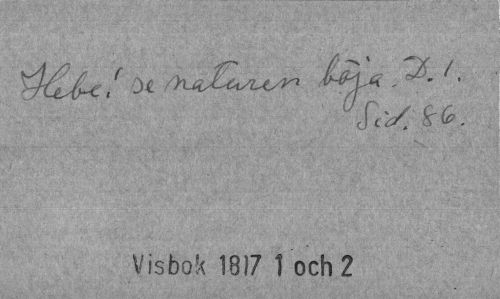 Hebe! se naturen böja. D. 1.
Sid. 86.
Visbok 1817 1 och 2